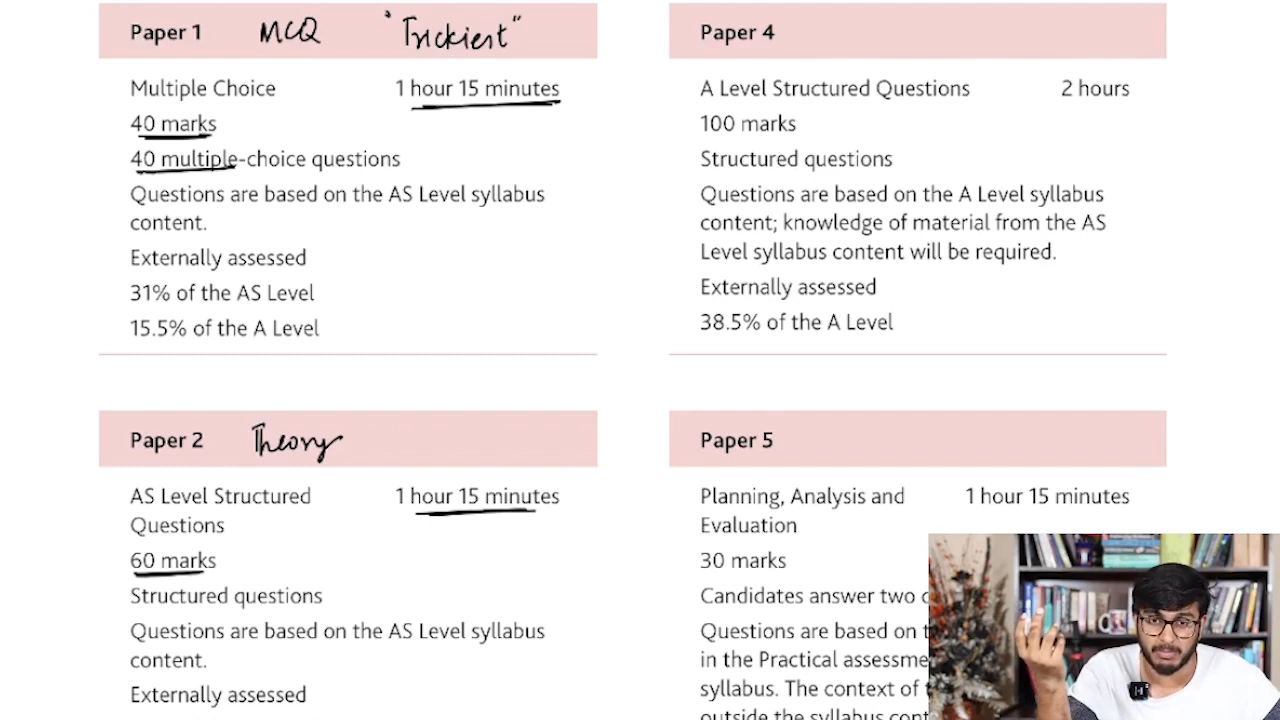 Paper 1 MCQ "Trickiest"
Multiple Choice 1 hour 15 minutes
40 marks
40 multiple-choice questions
Questions are based on the AS Level syllabus
content.
Externally assessed
31% of the AS Level
15.5% of the A Level
Paper 4
A Level Structured Questions 2 hours
100 marks
Structured questions
Questions are based on the A Level syllabus
content; knowledge of material from the AS
Level syllabus content will be required.
Externally assessed
38.5% of the A Level
Paper 2 Theory
AS Level Structured 1 hour 15 minutes
Questions
60 marks
Structured questions
Questions are based on the AS Level syllabus
content.
Externally assessed
Paper 5
Planning, Analysis and 1 hour 15 minutes
Evaluation
30 marks
Candidates answer two
Questions are based on
in the Practical
syllabus. The context of
outside the syllabus